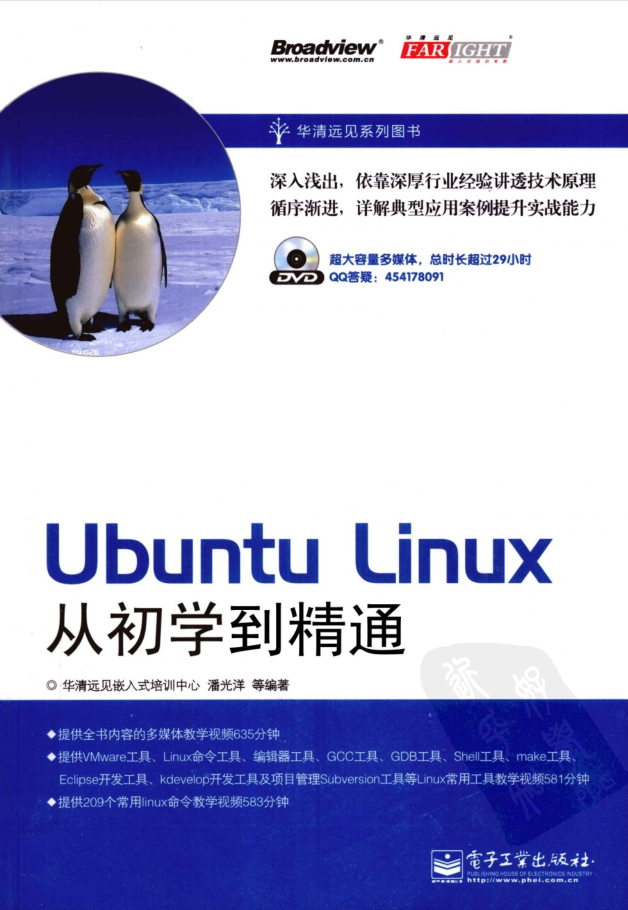 Broadview®
www.broadview.com.cn
华清远见
FARSIGHT
华清远见系列图书
深入浅出，依靠深厚行业经验讲透技术原理
循序渐进，详解典型应用案例提升实战能力
DVD
超大容量多媒体，总时长超过29小时
QQ答疑：454178091
Ubuntu Linux
从初学到精通
◎ 华清远见嵌入式培训中心 潘光洋 等编著
◆提供全书内容的多媒体教学视频635分钟
◆提供VMware工具、Linux命令工具、编辑器工具、GCC工具、GDB工具、Shell工具、make工具、
Eclipse开发工具、kdevelop开发工具及项目管理Subversion工具等Linux常用工具教学视频581分钟
◆提供209个常用linux命令教学视频583分钟
電子工業出版社
PUBLISHING HOUSE OF ELECTRONICS INDUSTRY
http://www.phei.com.cn